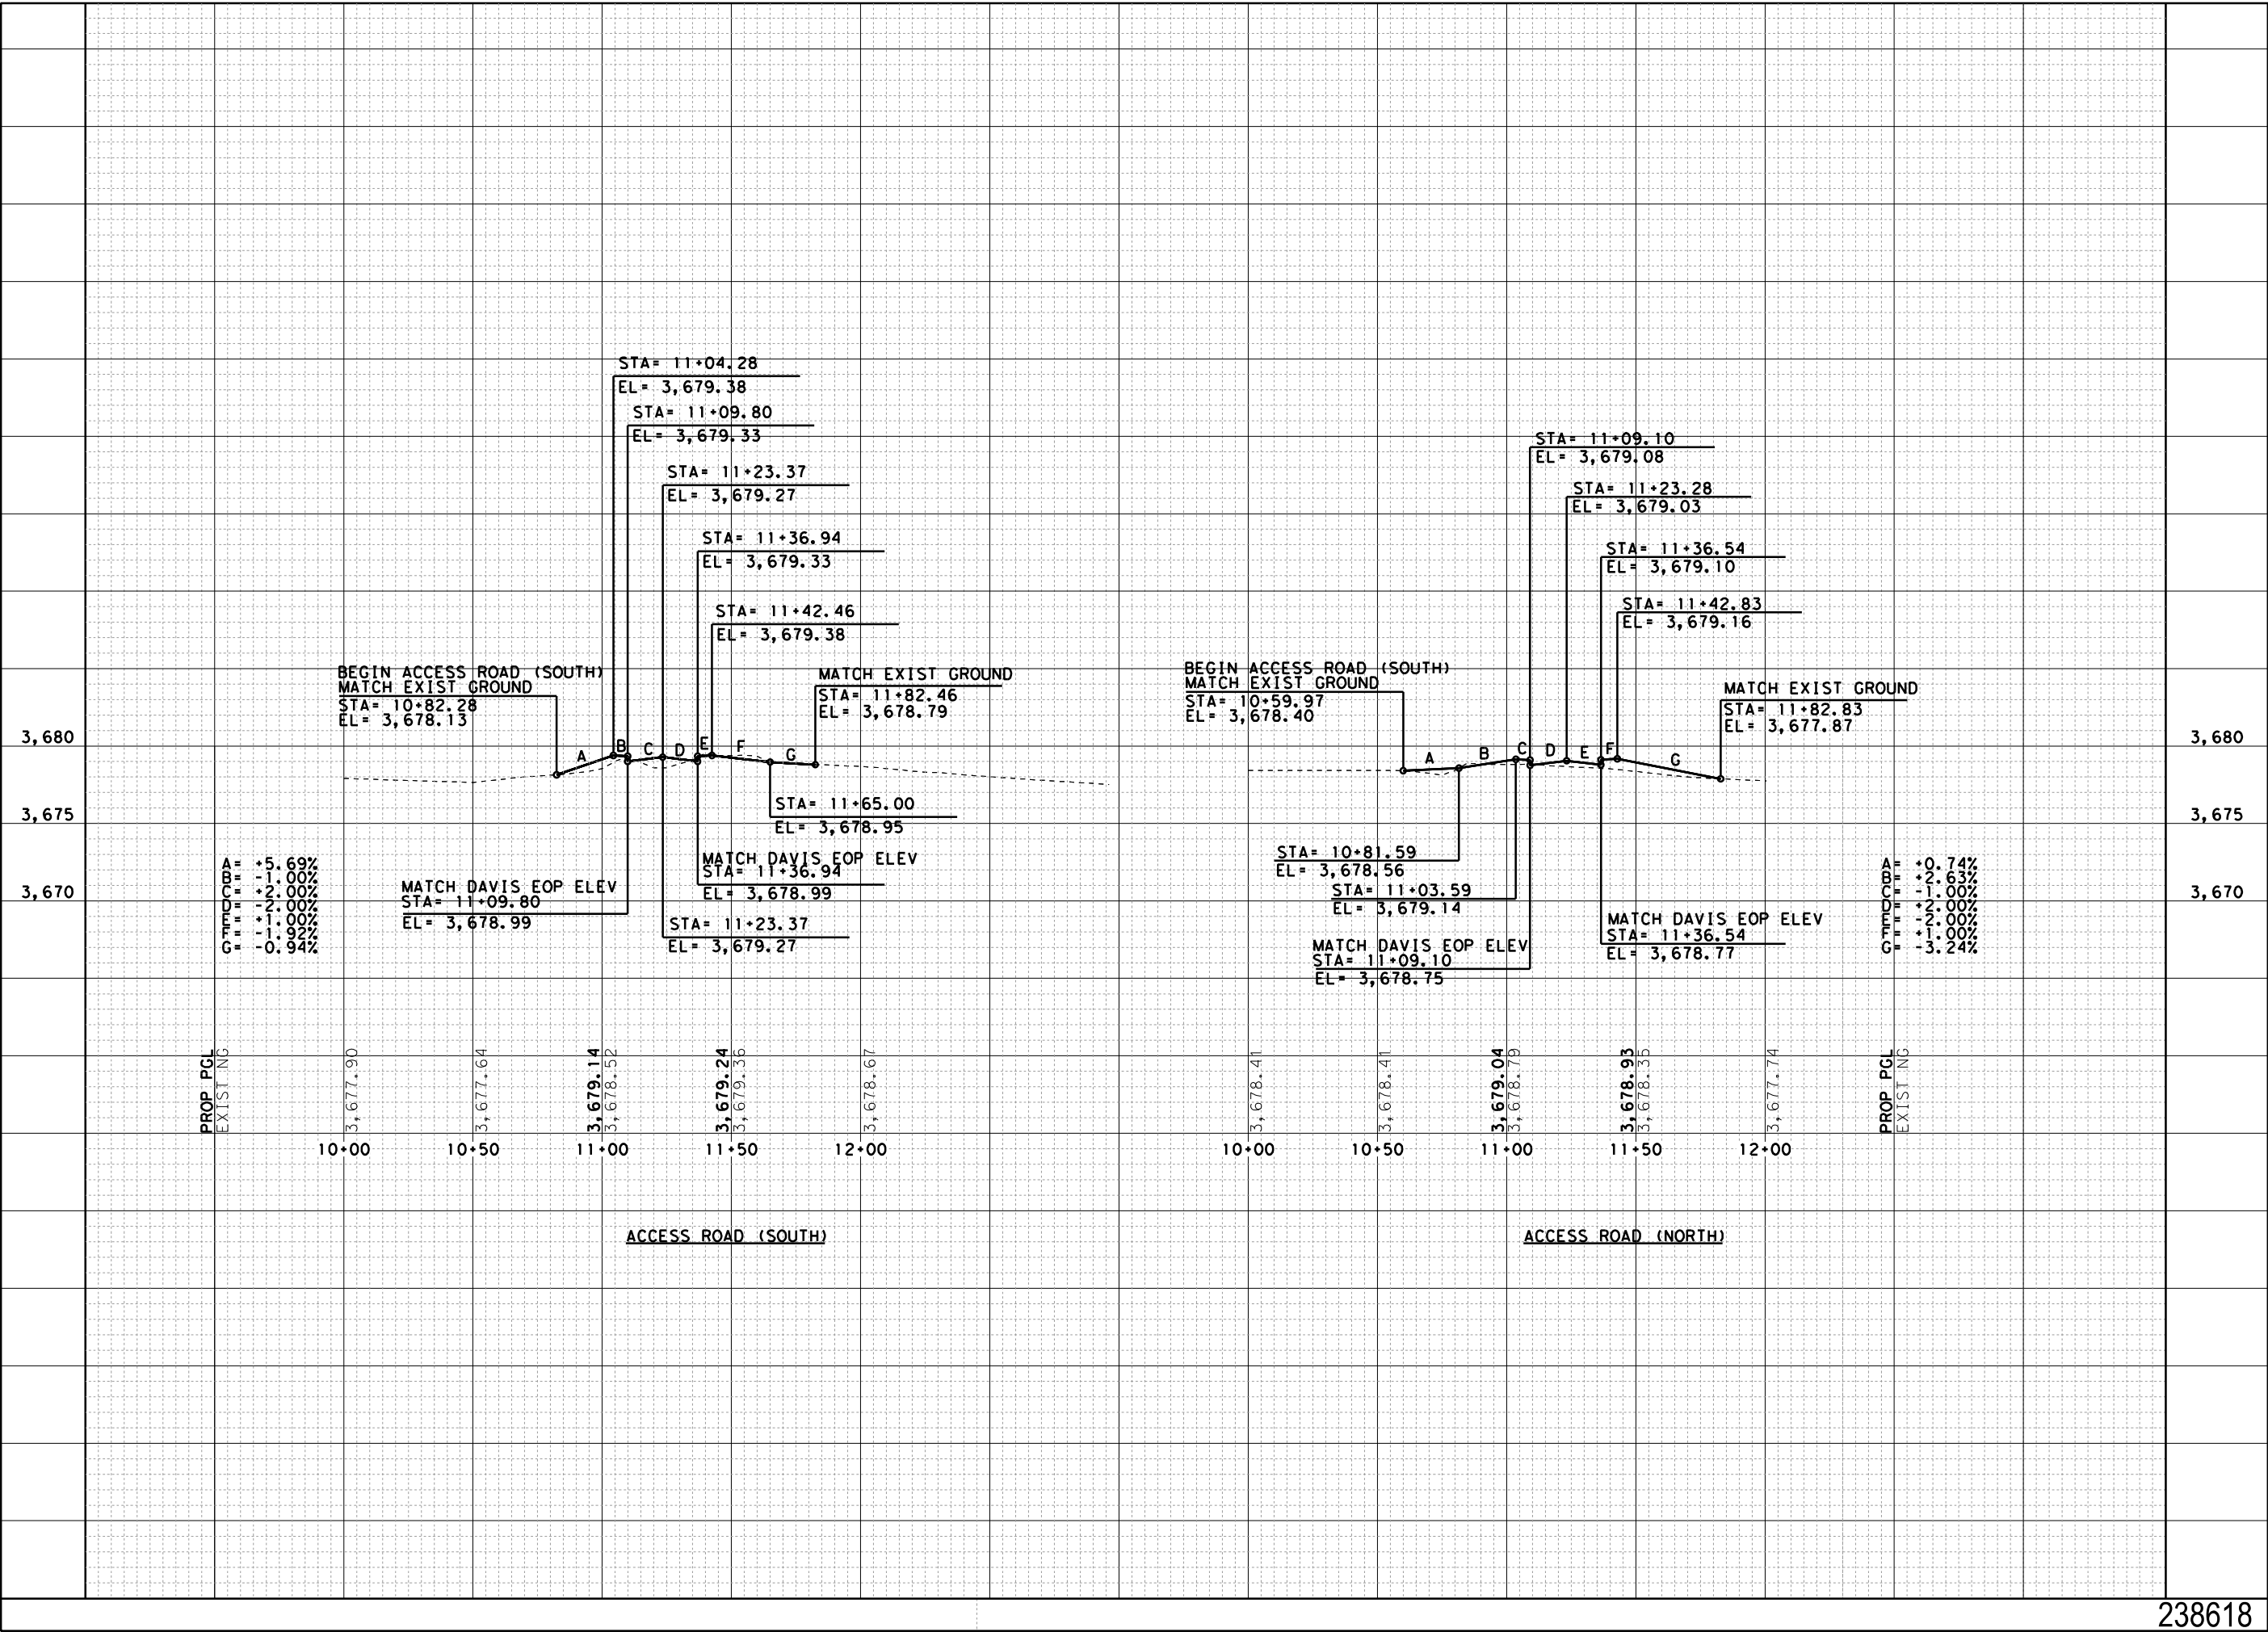 STA= 11+04.28
EL= 3,679.38
STA= 11+09.80
EL= 3,679.33
STA= 11+23.37
EL= 3,679.27
STA= 11+36.94
EL= 3,679.33
STA= 11+42.46
EL= 3,679.38
BEGIN ACCESS ROAD (SOUTH)
MATCH EXIST GROUND
STA= 10+82.28
EL= 3,678.13
MATCH EXIST GROUND
STA= 11+82.46
EL= 3,678.79
3,680
3,675
3,670
A B C D E F G
STA= 11+65.00
EL= 3,678.95
MATCH DAVIS EOP ELEV
STA= 11+36.94
EL= 3,678.99
MATCH DAVIS EOP ELEV
STA= 11+09.80
EL= 3,678.99
STA= 11+23.37
EL= 3,679.27
A= +5.69%
B= -1.00%
C= +2.00%
D= -2.00%
E= +1.00%
F= -1.92%
G= -0.94%
PROP PGL
EXIST NG
3,677.90
3,677.64
3,679.14
3,678.52
3,679.24
3,679.36
3,678.67
10+00 10+50 11+00 11+50 12+00
ACCESS ROAD (SOUTH)
STA= 11+09.10
EL= 3,679.08
STA= 11+23.28
EL= 3,679.03
STA= 11+36.54
EL= 3,679.10
STA= 11+42.83
EL= 3,679.16
BEGIN ACCESS ROAD (SOUTH)
MATCH EXIST GROUND
STA= 10+59.97
EL= 3,678.40
MATCH EXIST GROUND
STA= 11+82.83
EL= 3,677.87
A B C D E F G
3,680
3,675
3,670
STA= 10+81.59
EL= 3,678.56
STA= 11+03.59
EL= 3,679.14
MATCH DAVIS EOP ELEV
STA= 11+09.10
EL= 3,678.75
MATCH DAVIS EOP ELEV
STA= 11+36.54
EL= 3,678.77
A= +0.74%
B= +2.63%
C= -1.00%
D= +2.00%
E= -2.00%
F= +1.00%
G= -3.24%
3,678.41
3,678.41
3,679.04
3,678.79
3,678.93
3,678.35
3,677.74
PROP PGL
EXIST NG
10+00 10+50 11+00 11+50 12+00
ACCESS ROAD (NORTH)
238618